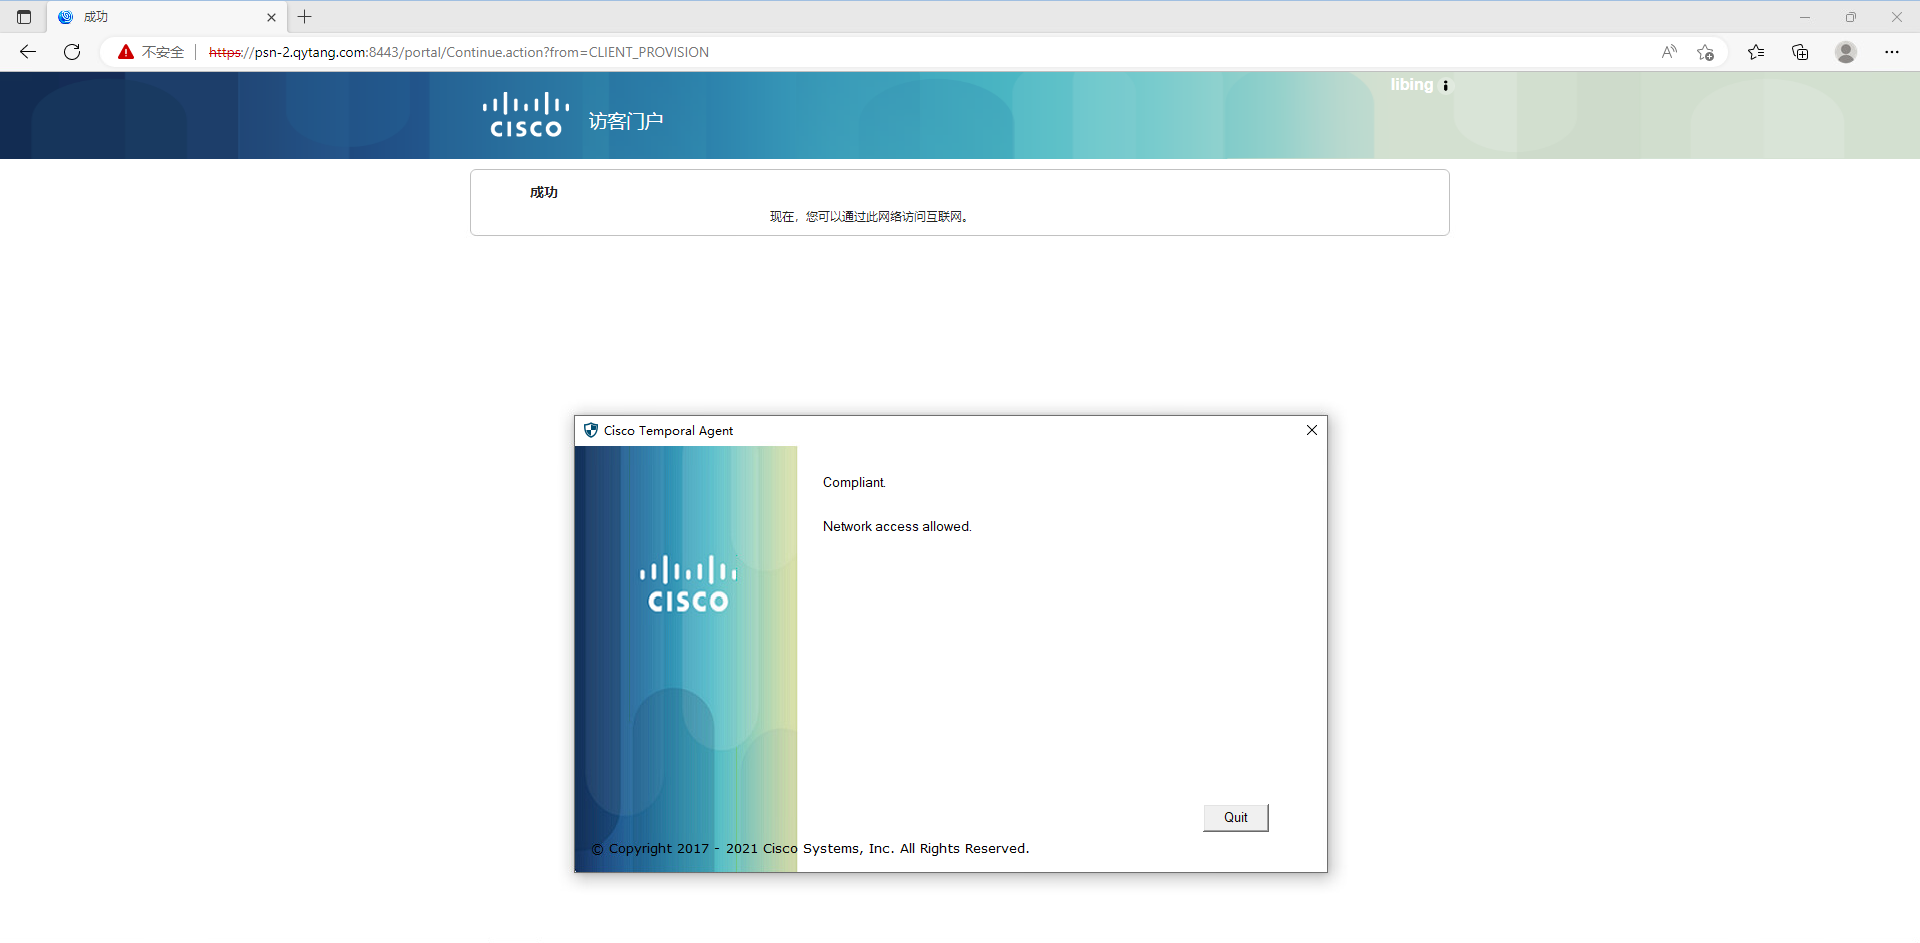 成功
不安全
https://psn-2.qytang.com:8443/portal/Continue.action?from=CLIENT_PROVISION
libing
CISCO
访客门户
成功
现在，您可以通过此网络访问互联网。
Cisco Temporal Agent
Compliant.
Network access allowed.
CISCO
Quit
© Copyright 2017 - 2021 Cisco Systems, Inc. All Rights Reserved.